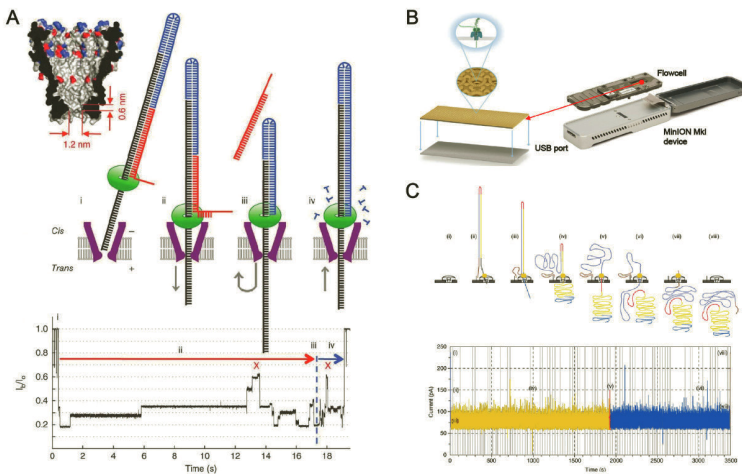 A
0.6 nm
1.2 nm
i
ii
iii
iv
Cis
−
Trans
+
i
ii
iii
iv
X
X
1.0
0.8
0.6
0.4
0.2
0
2
4
6
8
10
12
14
16
18
Time (s)
B
Flowcell
USB port
MinION MkI
device
C
(i)
(ii)
(iii)
(iv)
(v)
(vi)
(vii)
(viii)
250
200
150
100
50
0
Current (pA)
(i)
(v)
(viii)
0
500
1000
1500
2000
2500
3000
3500
Time (s)